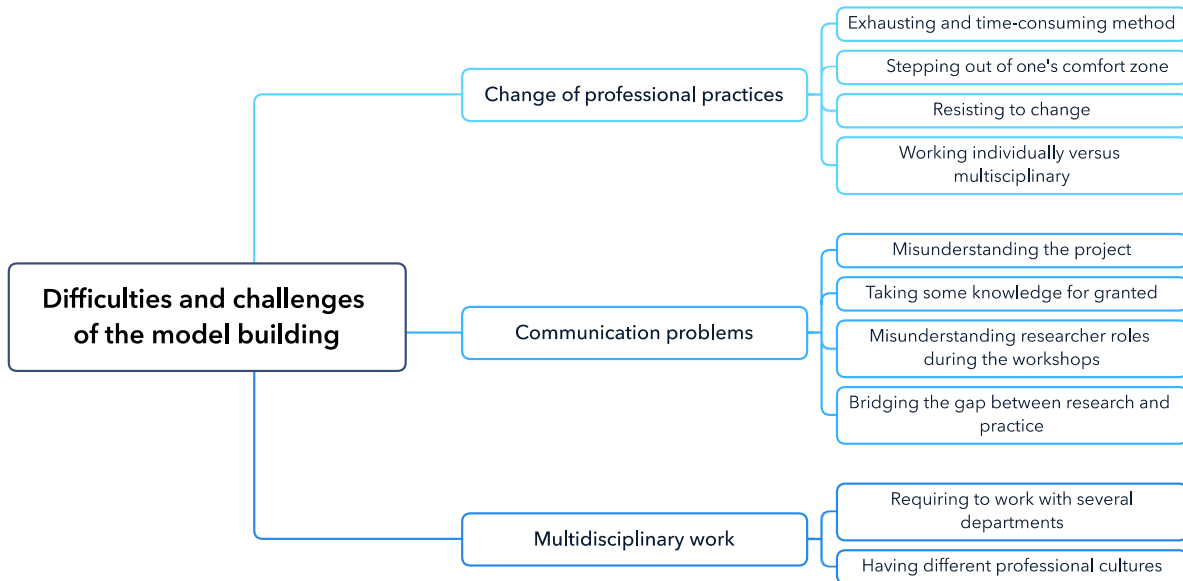 Difficulties and challenges
of the model building
Change of professional practices
Exhausting and time-consuming method
Stepping out of one's comfort zone
Resisting to change
Working individually versus
multisciplinary
Communication problems
Misunderstanding the project
Taking some knowledge for granted
Misunderstanding researcher roles
during the workshops
Bridging the gap between research and
practice
Multidisciplinary work
Requiring to work with several
departments
Having different professional cultures